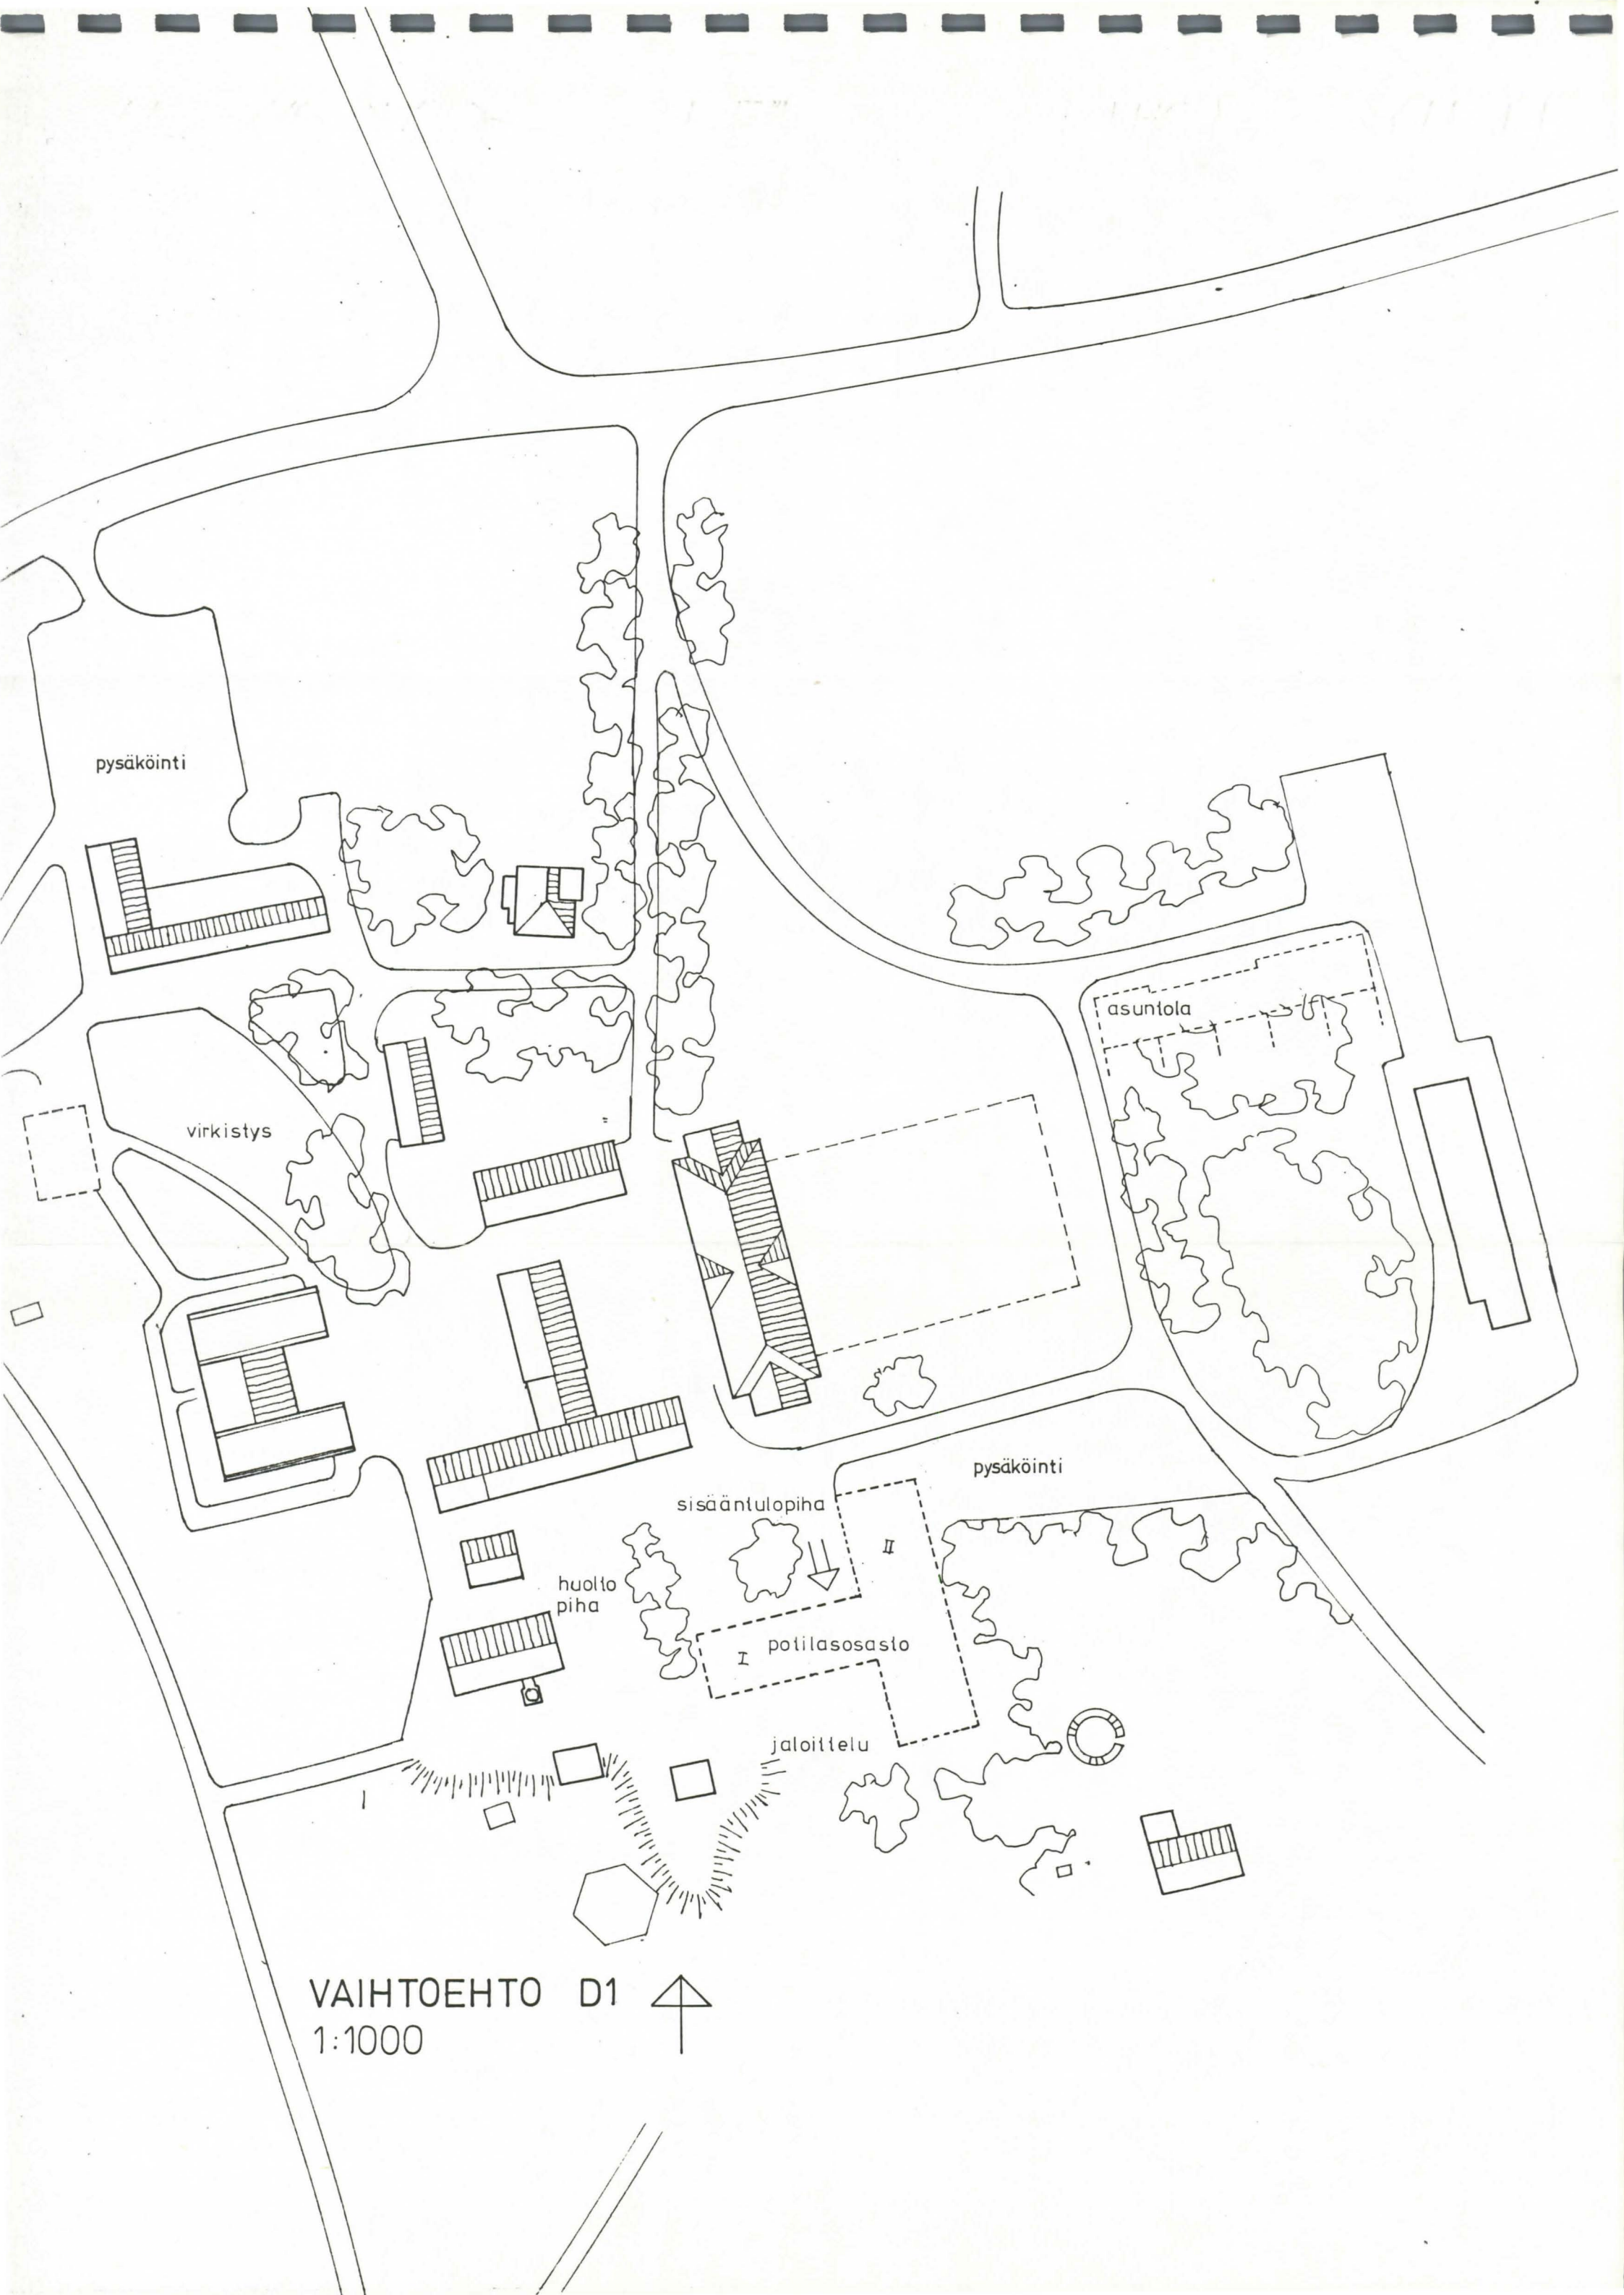 pysäköinti
asuntola
virkistys
pysäköinti
sisääntulopiha
II
huolto
piha
potilasosasto
I
jaloittelu
VAIHTOEHTO D1
1:1000